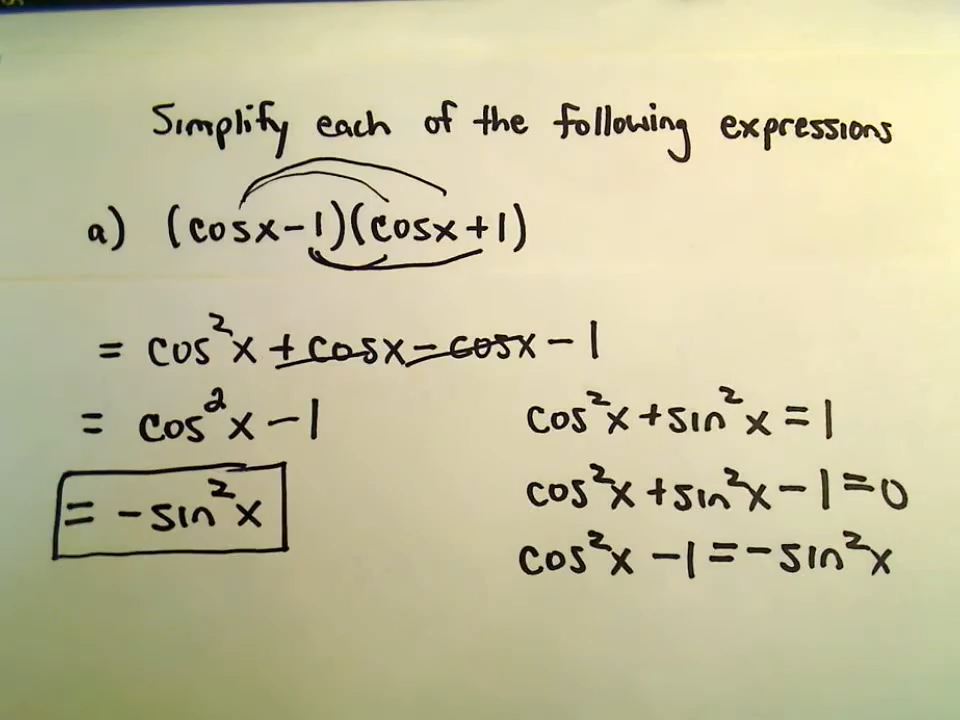 Simplify each of the following expressions
a) (cosx-1)(cosx+1)
= cos²x + cosx - cosx - 1
= cos²x - 1
= -sin²x
cos²x + sin²x = 1
cos²x + sin²x - 1 = 0
cos²x - 1 = -sin²x